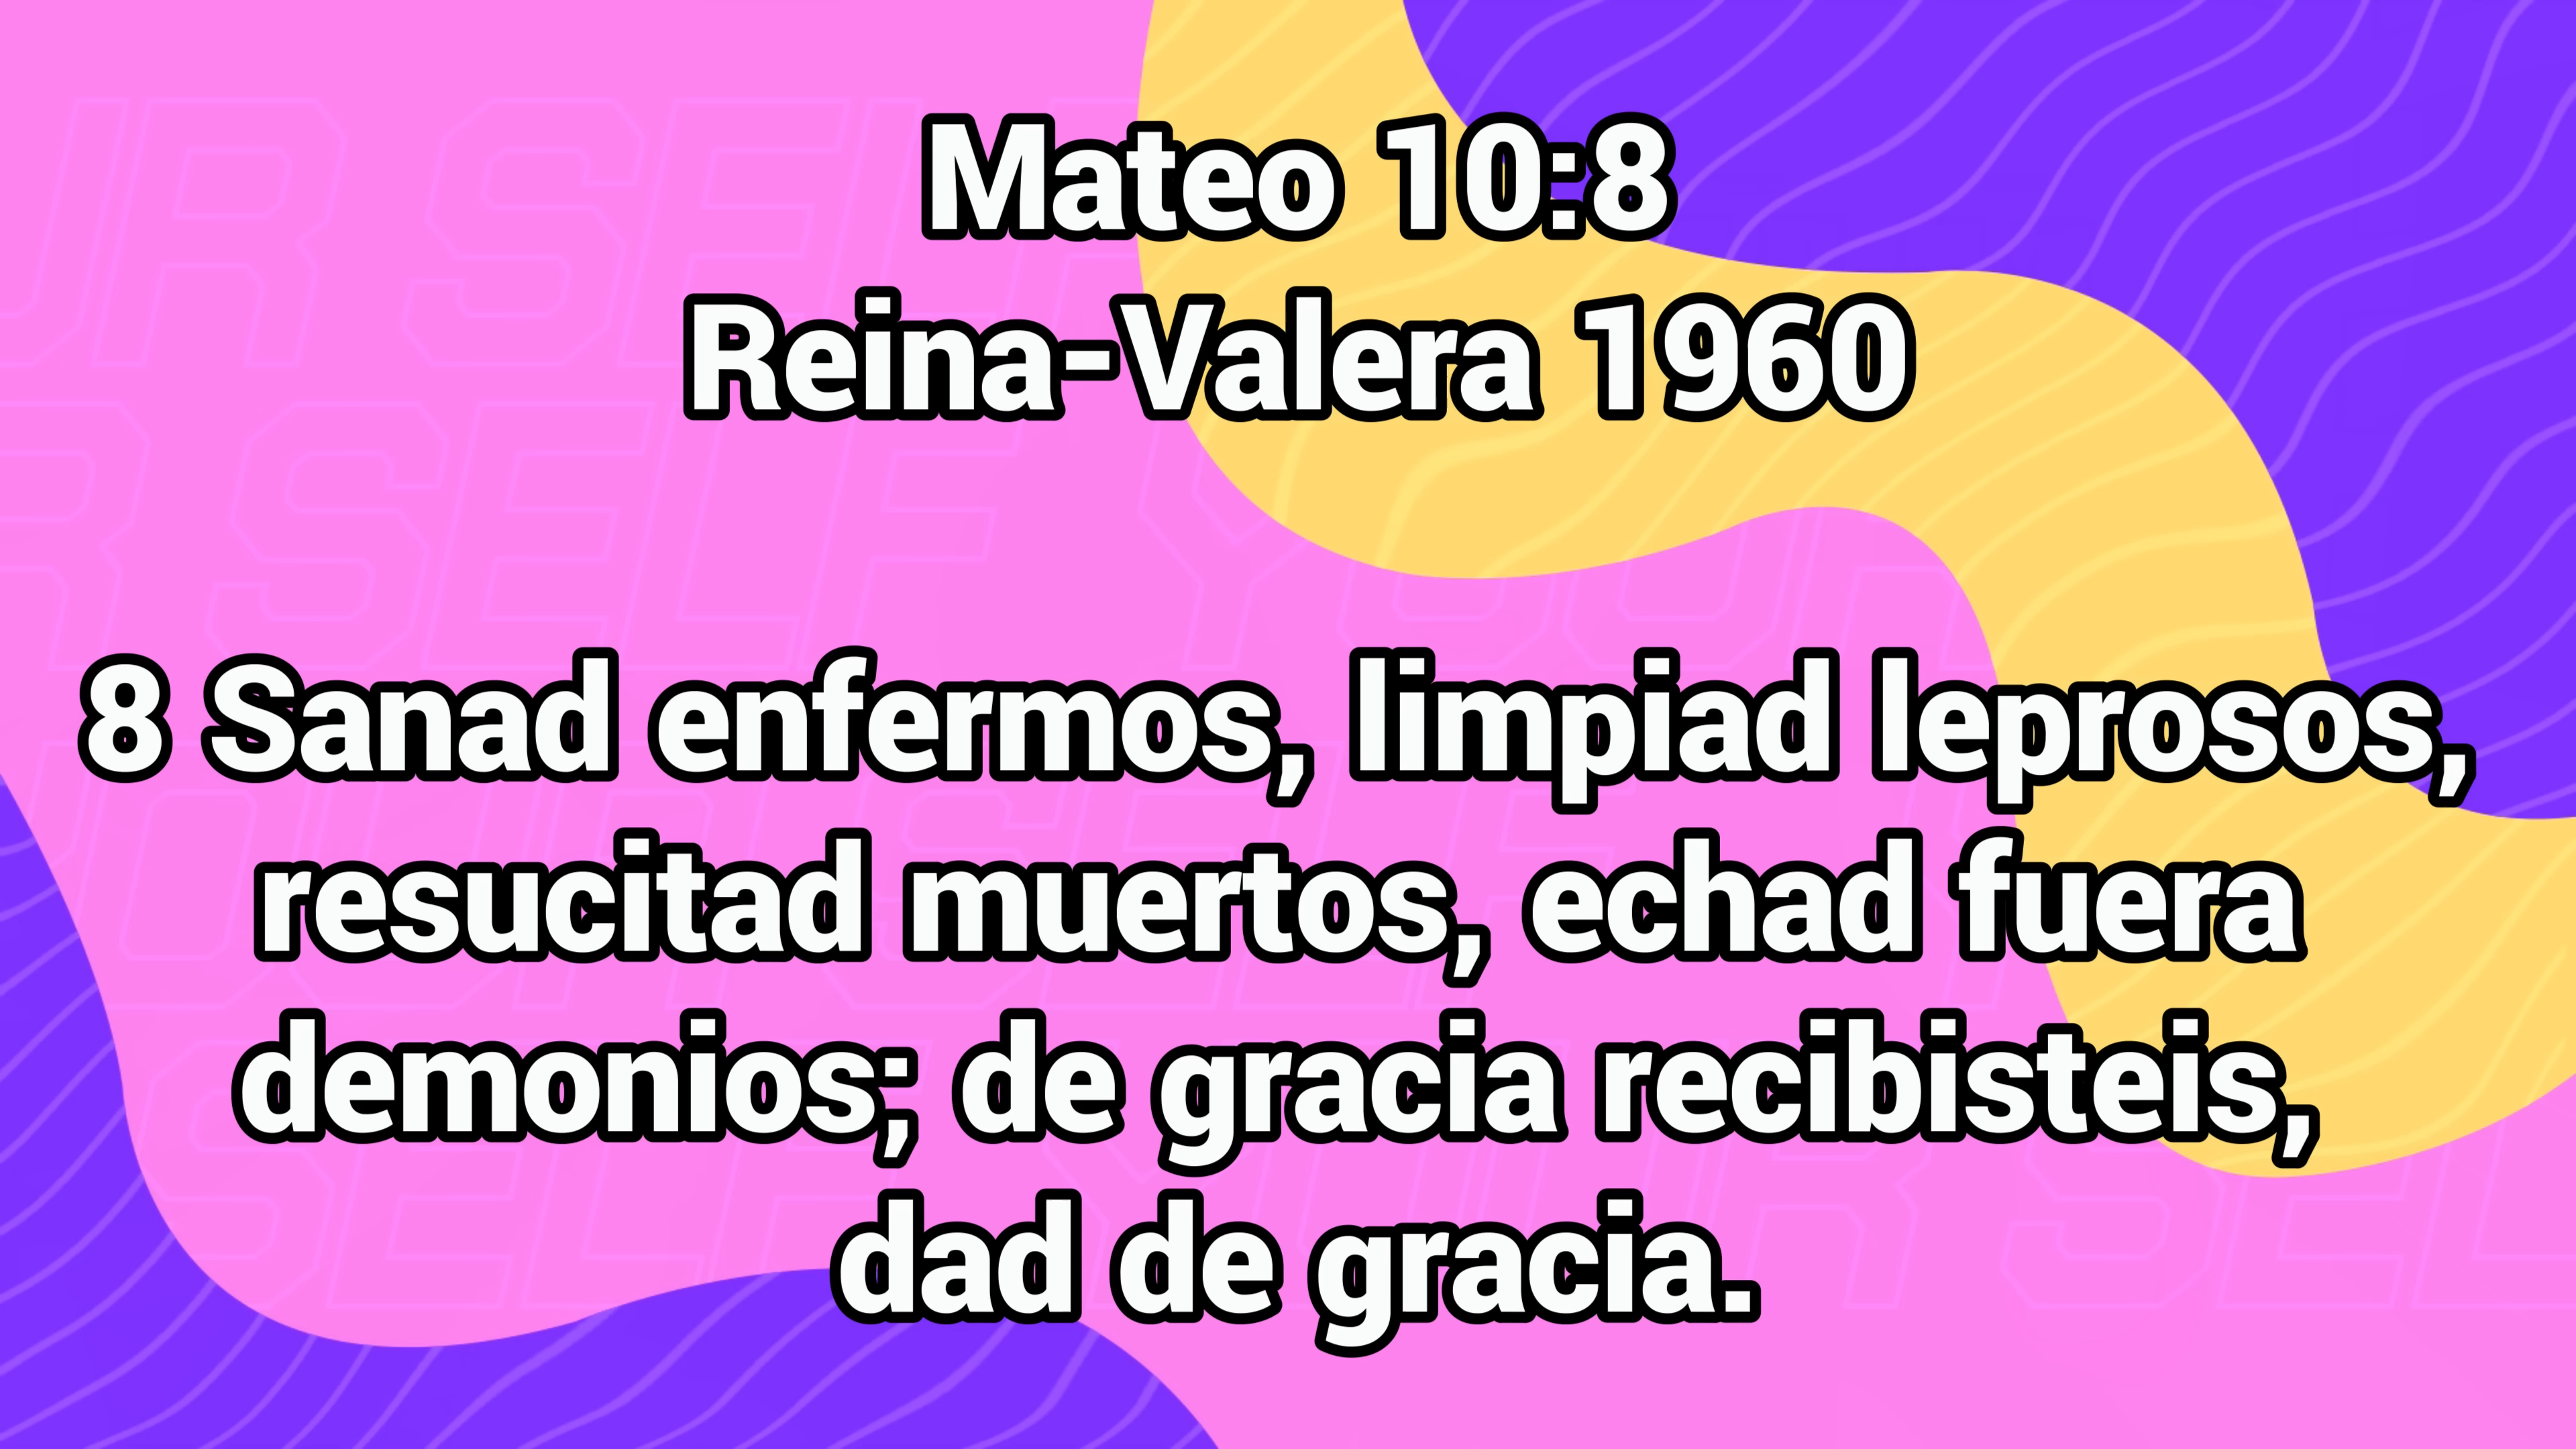 Mateo 10:8
Reina-Valera 1960
8 Sanad enfermos, limpiad leprosos,
resucitad muertos, echad fuera
demonios; de gracia recibisteis,
dad de gracia.